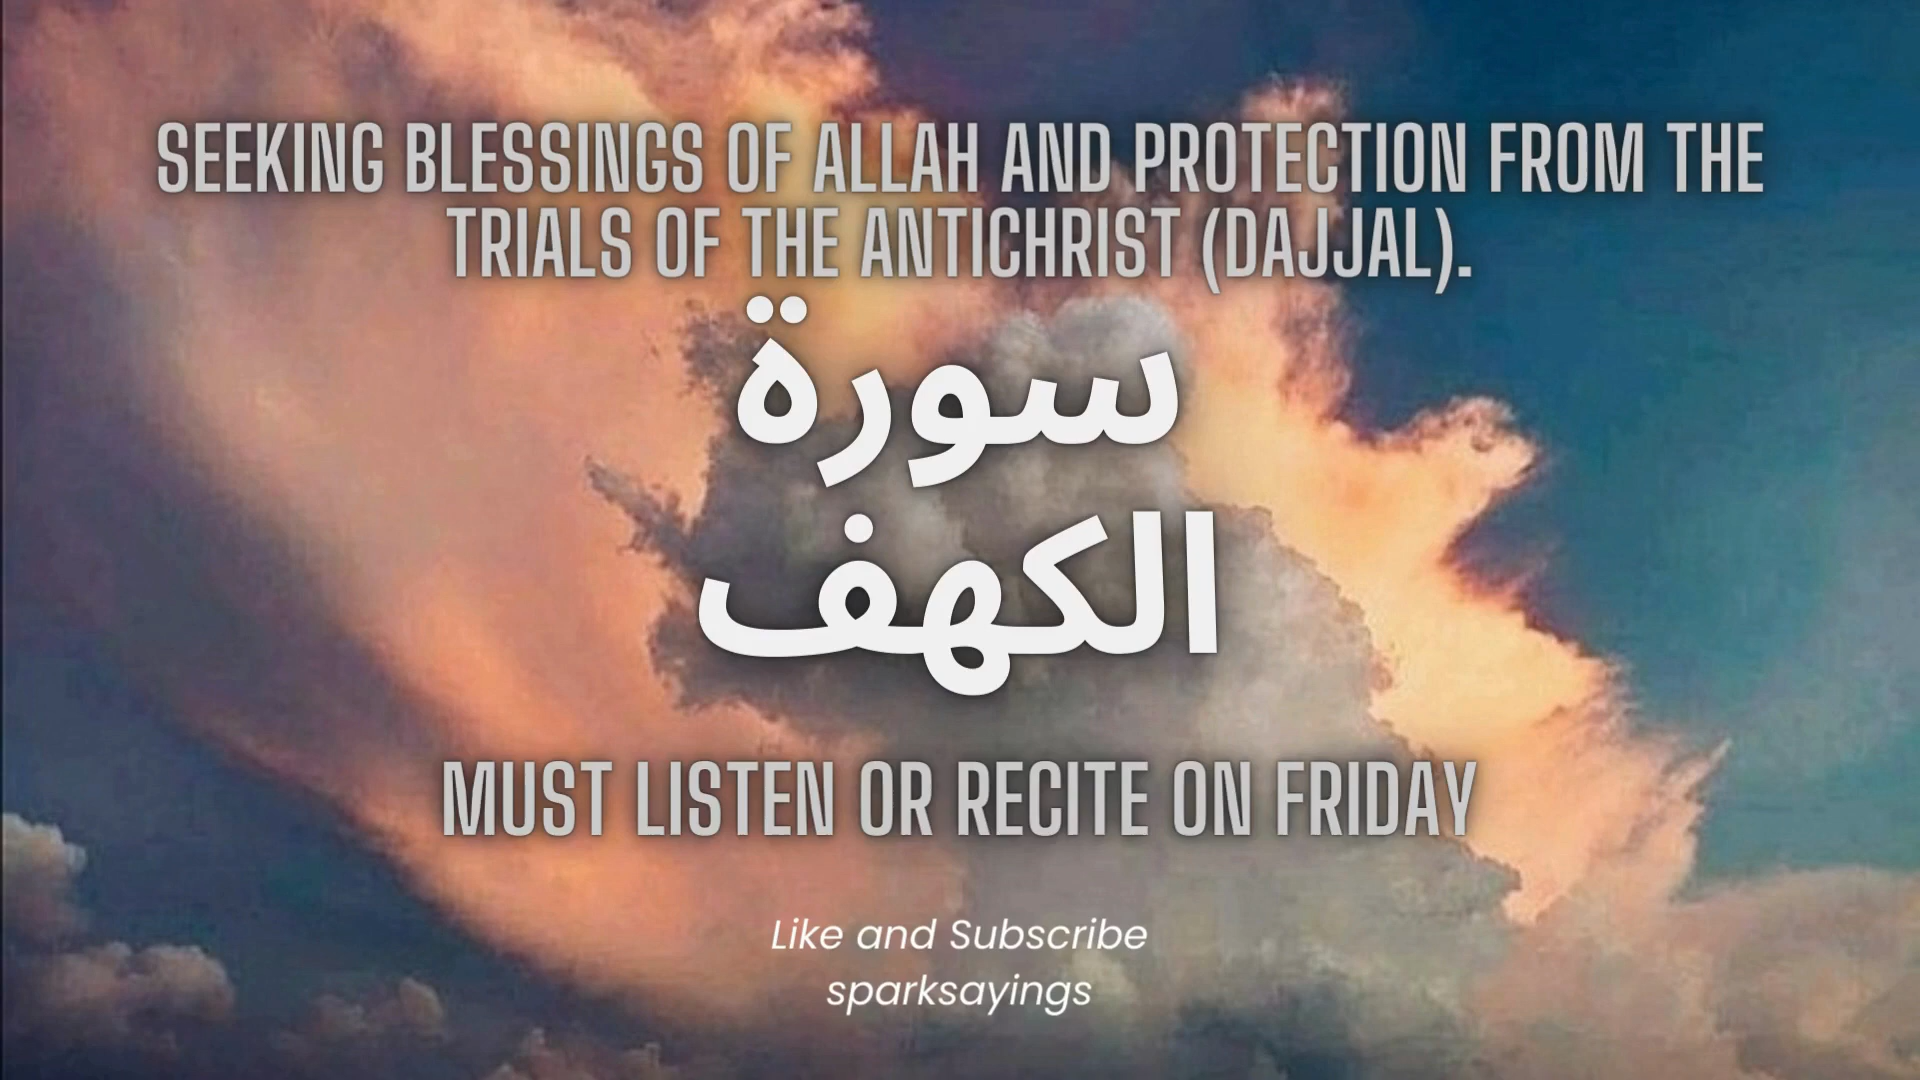 SEEKING BLESSINGS OF ALLAH AND PROTECTION FROM THE
TRIALS OF THE ANTICHRIST (DAJJAL).
سورة
الكهف
MUST LISTEN OR RECITE ON FRIDAY
Like and Subscribe
sparksayings